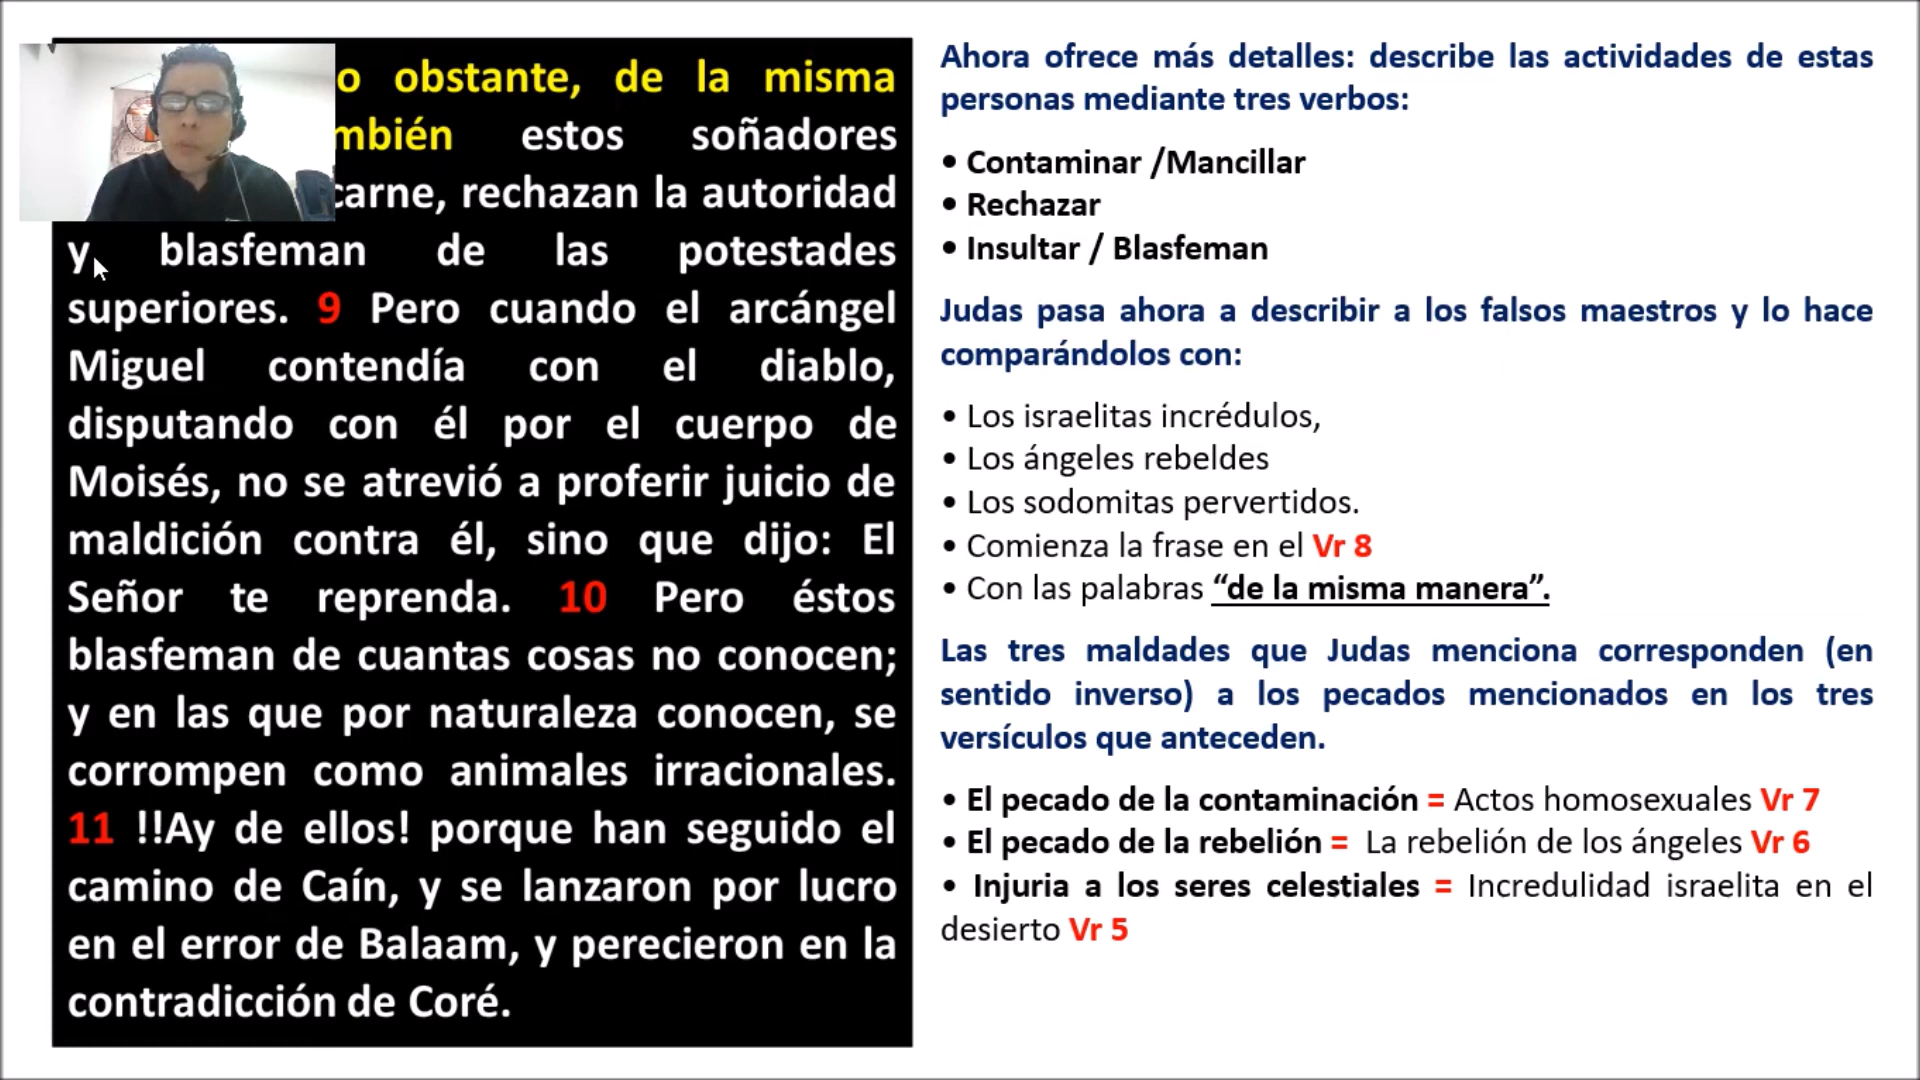 o obstante, de la misma
mbién estos soñadores
carne, rechazan la autoridad
y blasfeman de las potestades
superiores. 9 Pero cuando el arcángel
Miguel contendía con el diablo,
disputando con él por el cuerpo de
Moisés, no se atrevió a proferir juicio de
maldición contra él, sino que dijo: El
Señor te reprenda. 10 Pero éstos
blasfeman de cuantas cosas no conocen;
y en las que por naturaleza conocen, se
corrompen como animales irracionales.
11 !!Ay de ellos! porque han seguido el
camino de Caín, y se lanzaron por lucro
en el error de Balaam, y perecieron en la
contradicción de Coré.
Ahora ofrece más detalles: describe las actividades de estas
personas mediante tres verbos:
• Contaminar /Mancillar
• Rechazar
• Insultar / Blasfeman
Judas pasa ahora a describir a los falsos maestros y lo hace
comparándolos con:
• Los israelitas incrédulos,
• Los ángeles rebeldes
• Los sodomitas pervertidos.
• Comienza la frase en el Vr 8
• Con las palabras “de la misma manera”.
Las tres maldades que Judas menciona corresponden (en
sentido inverso) a los pecados mencionados en los tres
versículos que anteceden.
• El pecado de la contaminación = Actos homosexuales Vr 7
• El pecado de la rebelión = La rebelión de los ángeles Vr 6
• Injuria a los seres celestiales = Incredulidad israelita en el
desierto Vr 5